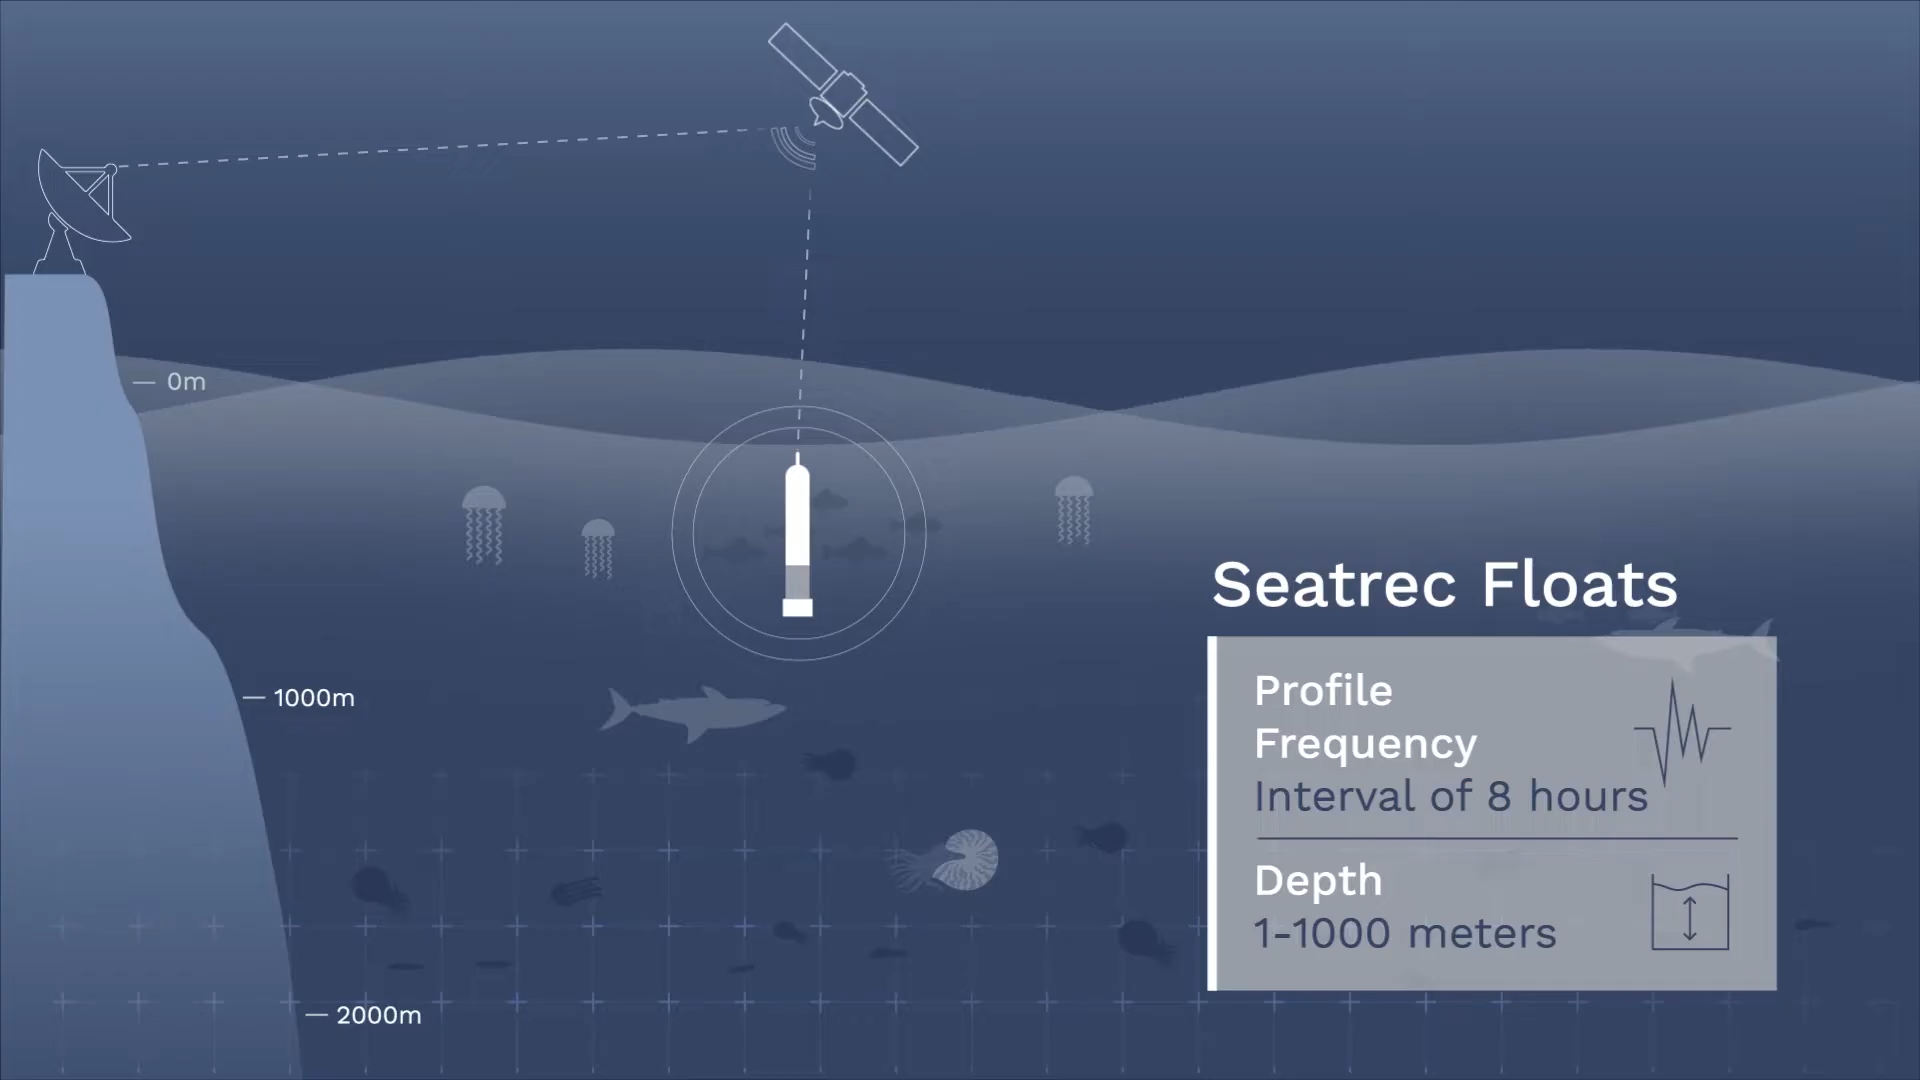 0m
1000m
2000m
Seatrec Floats
Profile
Frequency
Interval of 8 hours
Depth
1-1000 meters